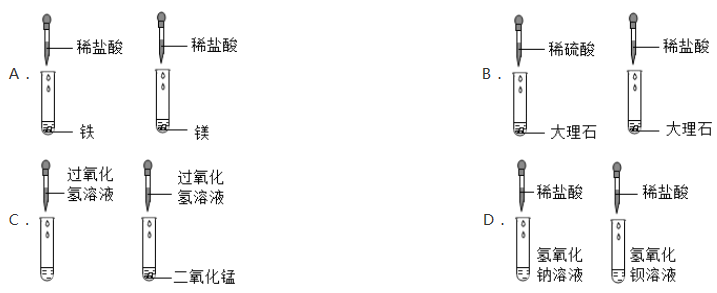 A.
稀盐酸
铁
稀盐酸
镁
B.
稀硫酸
大理石
稀盐酸
大理石
C.
过氧化
氢溶液
过氧化
氢溶液
二氧化锰
D.
稀盐酸
氢氧化
钠溶液
稀盐酸
氢氧化
钡溶液